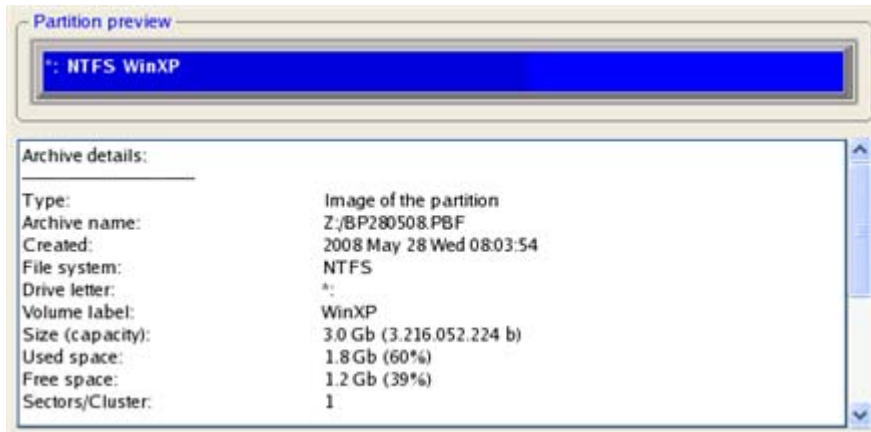 Partition preview
*: NTFS WinXP
Archive details:
Type: Image of the partition
Archive name: Z:/BP280508.PBF
Created: 2008 May 28 Wed 08:03:54
File system: NTFS
Drive letter: *:
Volume label: WinXP
Size (capacity): 3.0 Gb (3.216.052.224 b)
Used space: 1.8 Gb (60%)
Free space: 1.2 Gb (39%)
Sectors/Cluster: 1